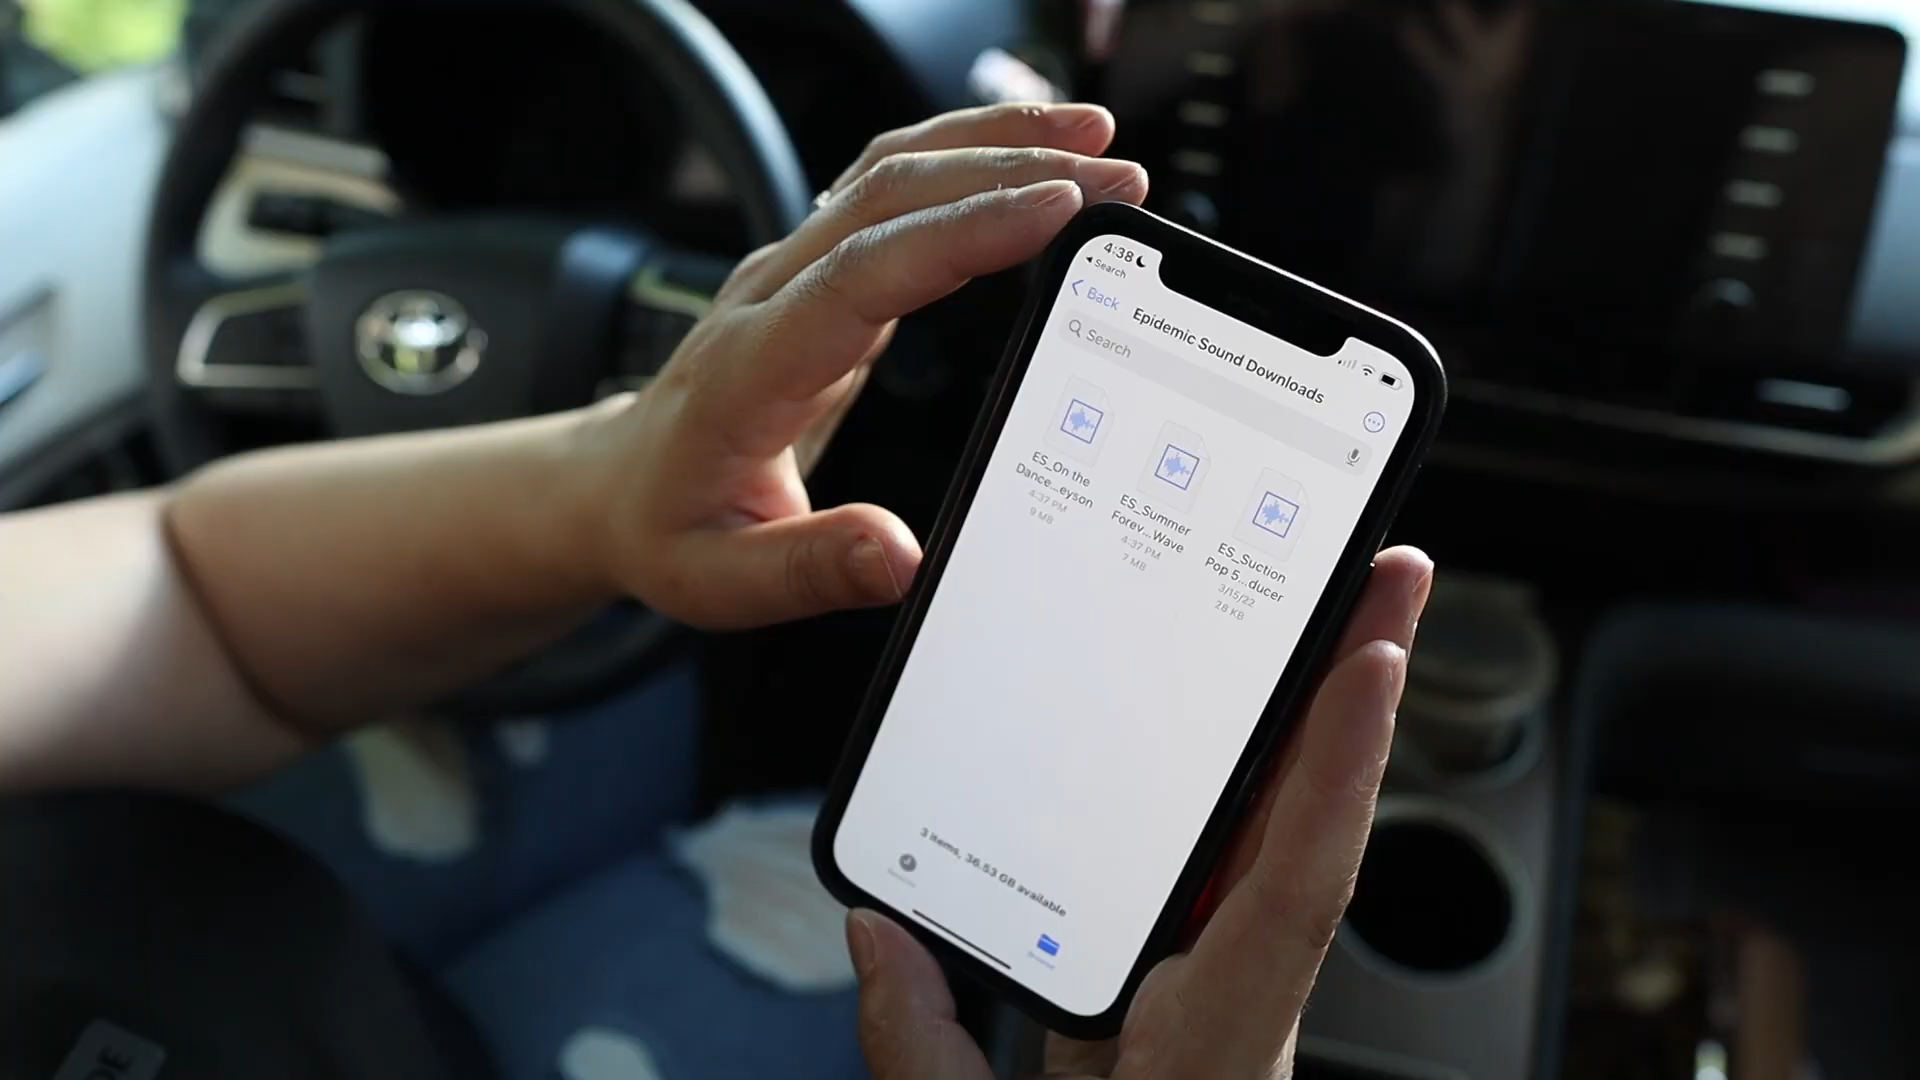 4:38
Search
Back
Epidemic Sound Downloads
Search
ES_On the
Dance...eyson
4:37 PM
9 MB
ES_Summer
Forev...Wave
4:37 PM
7 MB
ES_Suction
Pop 5...ducer
3/15/22
28 KB
3 items, 36.53 GB available
Recents
Browse